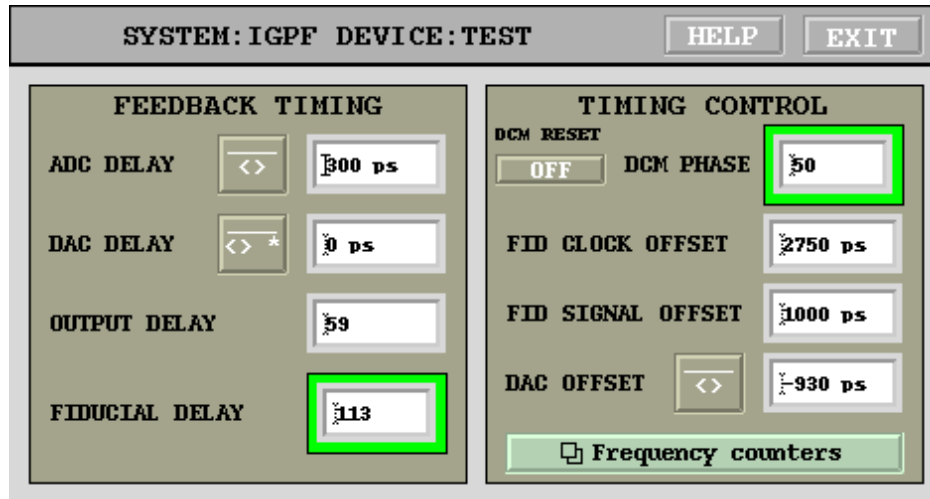 SYSTEM:IGPF DEVICE:TEST HELP EXIT
FEEDBACK TIMING
ADC DELAY <> 300 ps
DAC DELAY <> * 0 ps
OUTPUT DELAY 59
FIDUCIAL DELAY 113
TIMING CONTROL
DCM RESET
OFF DCM PHASE 50
FID CLOCK OFFSET 2750 ps
FID SIGNAL OFFSET 1000 ps
DAC OFFSET <> -930 ps
Frequency counters